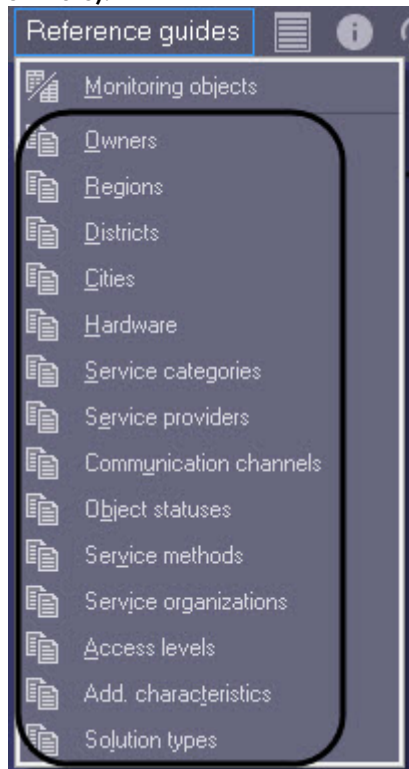 Reference guides
Monitoring objects
Owners
Regions
Districts
Cities
Hardware
Service categories
Service providers
Communication channels
Object statuses
Service methods
Service organizations
Access levels
Add. characteristics
Solution types